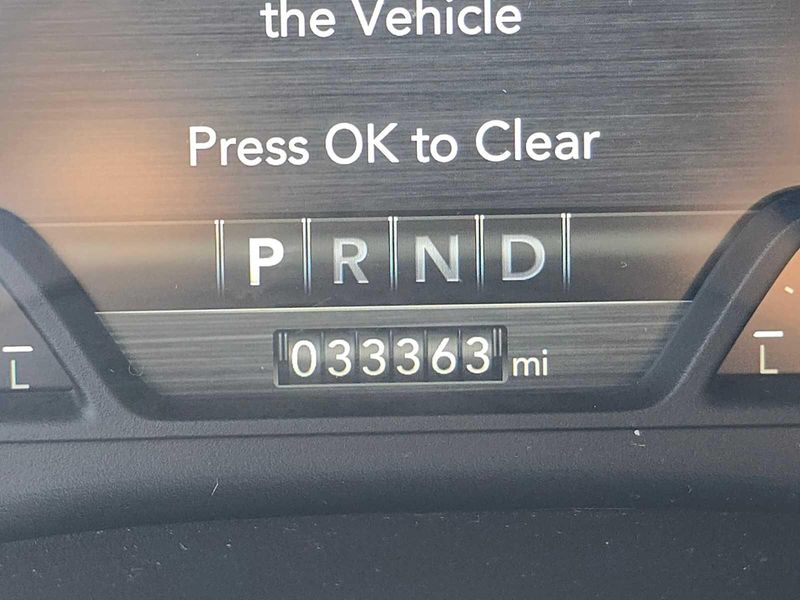 the Vehicle
Press OK to Clear
P R N D
033363 mi
L L